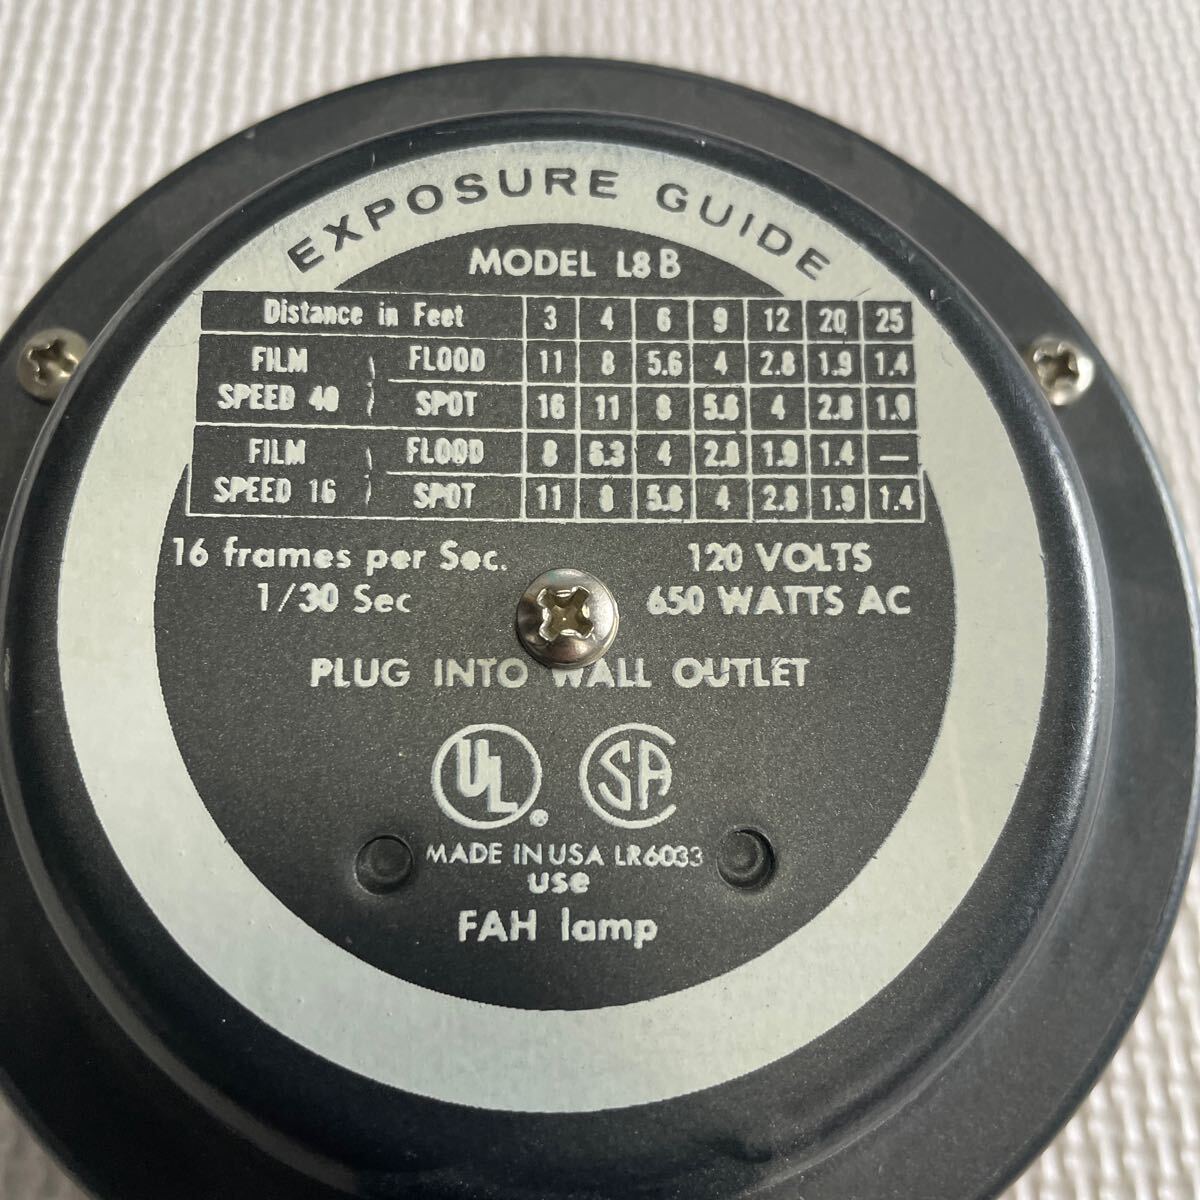 EXPOSURE GUIDE
MODEL L8B
Distance in Feet 3 4 6 9 12 20 25
FILM SPEED 40 FLOOD 11 8 5.6 4 2.8 1.9 1.4
SPOT 16 11 8 5.6 4 2.8 1.9
FILM SPEED 16 FLOOD 8 6.3 4 2.8 1.9 1.4 —
SPOT 11 8 5.6 4 2.8 1.9 1.4
16 frames per Sec. 120 VOLTS
1/30 Sec 650 WATTS AC
PLUG INTO WALL OUTLET
UL® SA
MADE IN USA LR6033
use
FAH lamp